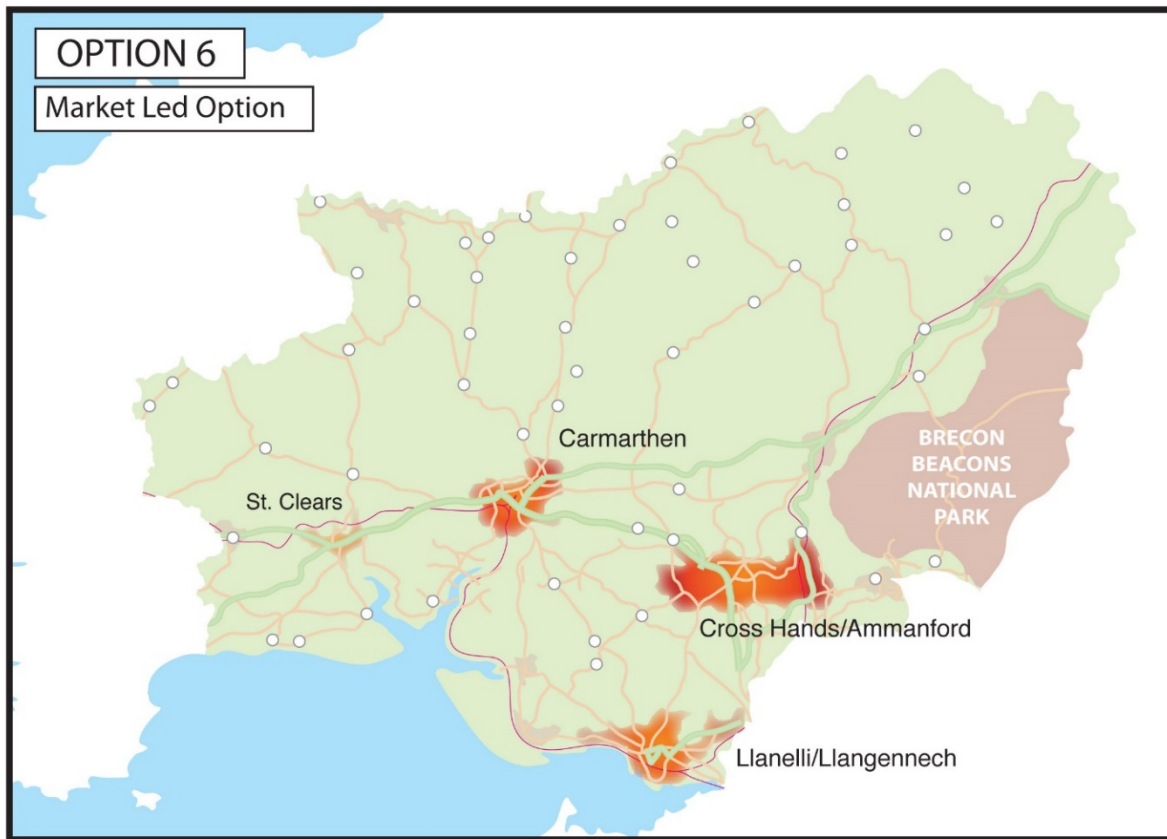 OPTION 6
Market Led Option
Carmarthen
St. Clears
BRECON
BEACONS
NATIONAL
PARK
Cross Hands/Ammanford
Llanelli/Llangennech